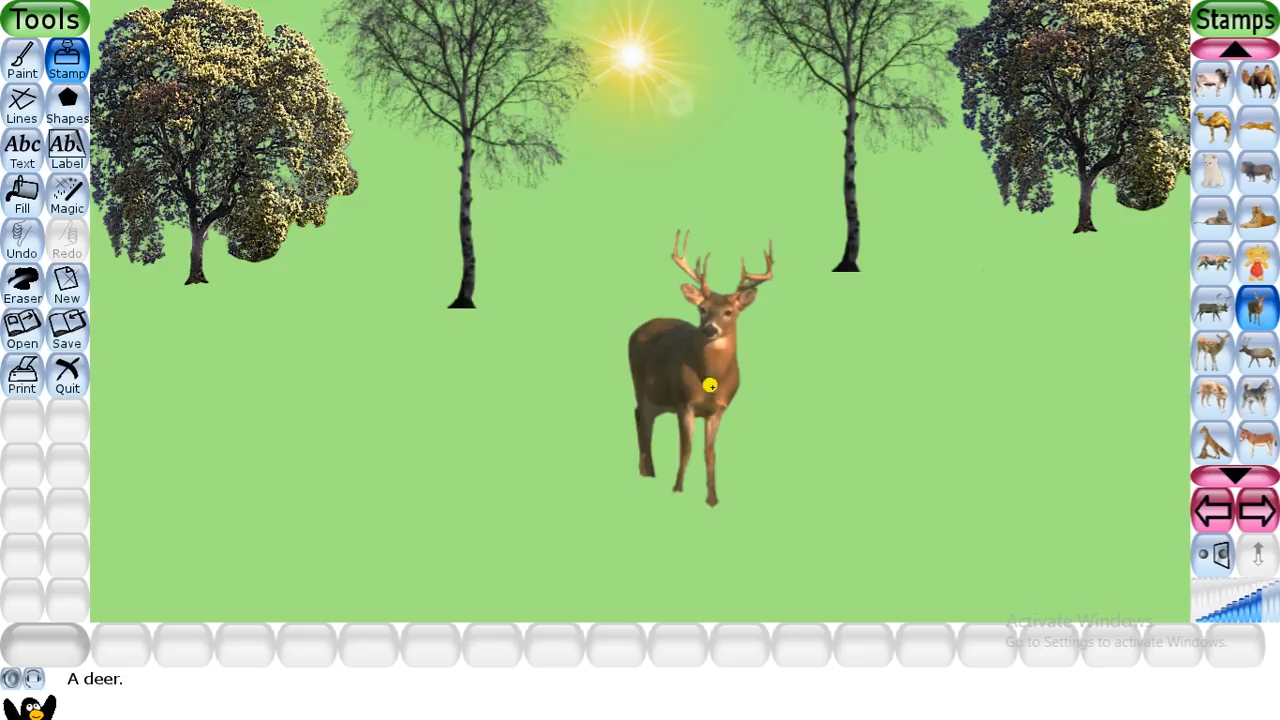 Tools
Stamps
Paint
Stamp
Lines
Shapes
Abc
Text
Abc
Label
Fill
Magic
Undo
Redo
Eraser
New
Open
Save
Print
Quit
Activate Windows
Go to Settings to activate Windows.
A deer.